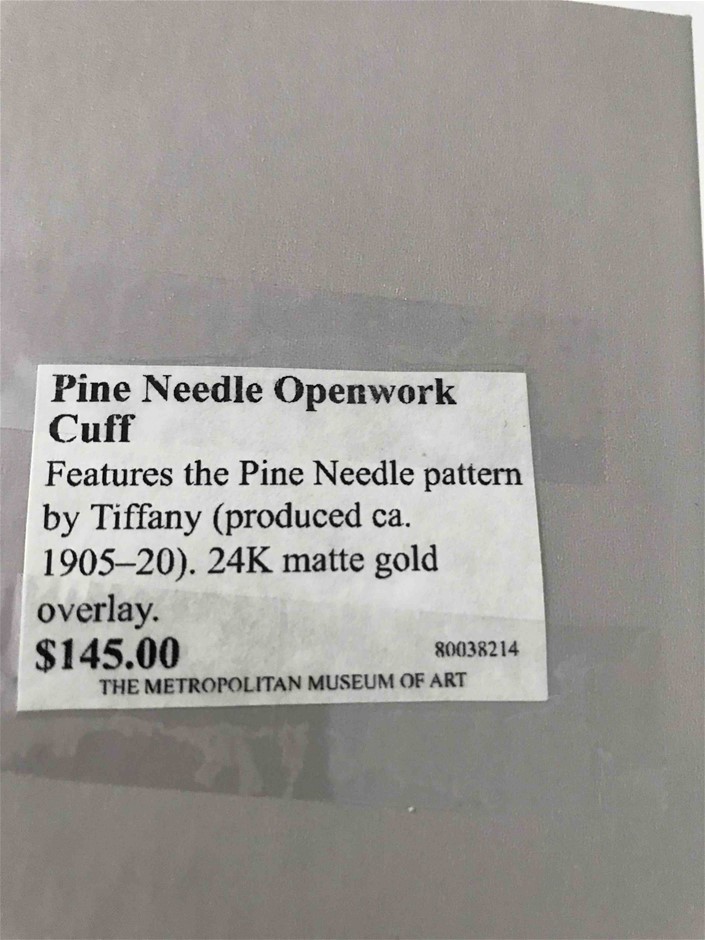 Pine Needle Openwork
Cuff
Features the Pine Needle pattern
by Tiffany (produced ca.
1905–20). 24K matte gold
overlay.
$145.00 80038214
THE METROPOLITAN MUSEUM OF ART